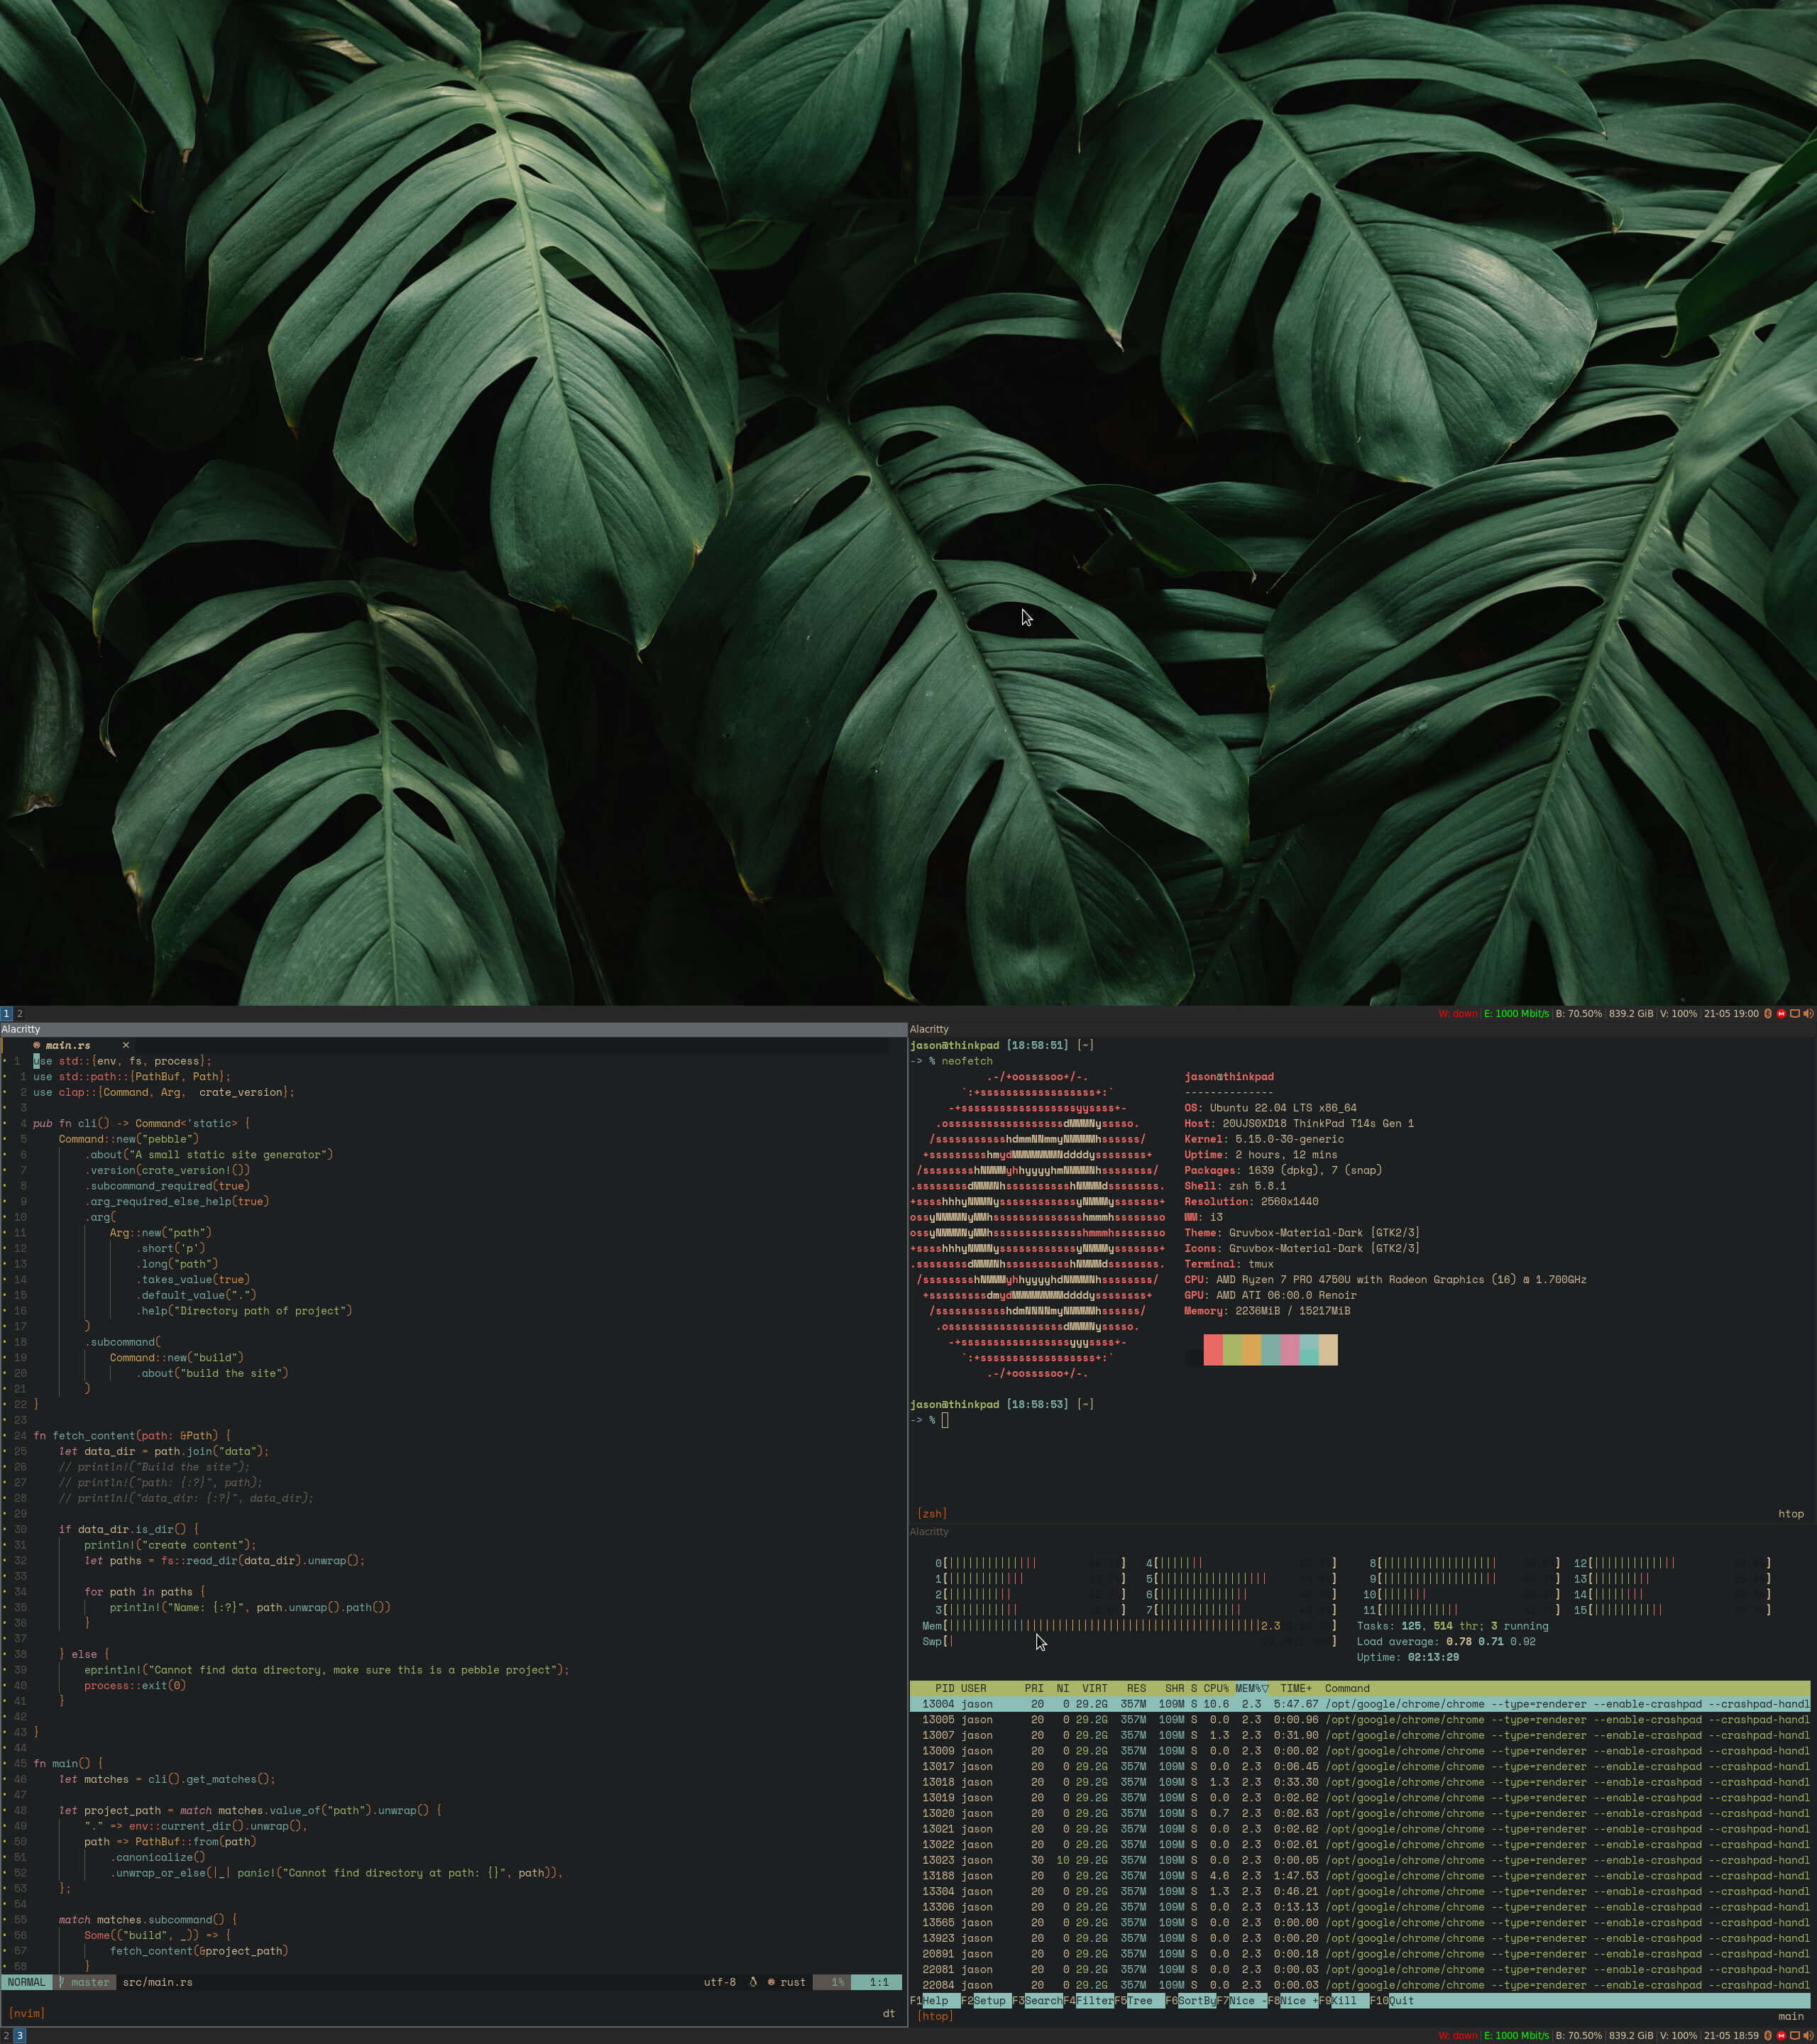 1 2
W: down | E: 1000 Mbit/s | B: 70.50% | 839.2 GiB | V: 100% | 21-05 19:00
Alacritty
main.rs ×
1 use std::{env, fs, process};
1 use std::path::{PathBuf, Path};
2 use clap::{Command, Arg,  crate_version};
3
4 pub fn cli() -> Command<'static> {
5     Command::new("pebble")
6         .about("A small static site generator")
7         .version(crate_version!())
8         .subcommand_required(true)
9         .arg_required_else_help(true)
10         .arg(
11             Arg::new("path")
12                 .short('p')
13                 .long("path")
14                 .takes_value(true)
15                 .default_value(".")
16                 .help("Directory path of project")
17         )
18         .subcommand(
19             Command::new("build")
20                 .about("build the site")
21         )
22 }
23
24 fn fetch_content(path: &Path) {
25     let data_dir = path.join("data");
26     // println!("Build the site");
27     // println!("path: {:?}", path);
28     // println!("data_dir: {:?}", data_dir);
29
30     if data_dir.is_dir() {
31         println!("create content");
32         let paths = fs::read_dir(data_dir).unwrap();
33
34         for path in paths {
35             println!("Name: {:?}", path.unwrap().path())
36         }
37
38     } else {
39         eprintln!("Cannot find data directory, make sure this is a pebble project");
40         process::exit(0)
41         }
42
43 }
44
45 fn main() {
46     let matches = cli().get_matches();
47
48     let project_path = match matches.value_of("path").unwrap() {
49         "." => env::current_dir().unwrap(),
50         path => PathBuf::from(path)
51             .canonicalize()
52             .unwrap_or_else(|_| panic!("Cannot find directory at path: {}", path)),
53     };
54
55     match matches.subcommand() {
56         Some(("build", _)) => {
57             fetch_content(&project_path)
58         }
NORMAL master src/main.rs utf-8 rust 1% 1:1
[nvim] dt
Alacritty
jason@thinkpad [18:58:51] [~]
-> % neofetch
.-/+oossssoo+/-.
`:+ssssssssssssssssss+:`
-+ssssssssssssssssssyyssss+-
.ossssssssssssssssssdMMMNysssso.
/ssssssssssshdmmNNmmyNMMMMhssssss/
+ssssssssshmydMMMMMMMNddddyssssssss+
/sssssssshNMMMyhhyyyyhmNMMMNhssssssss/
.ssssssssdMMMNhsssssssssshNMMMdssssssss.
+sssshhhyNMMNyssssssssssssyNMMMysssssss+
ossyNMMMNyMMhsssssssssssssshmmmhssssssso
ossyNMMMNyMMhsssssssssssssshmmmhssssssso
+sssshhhyNMMNyssssssssssssyNMMMysssssss+
.ssssssssdMMMNhsssssssssshNMMMdssssssss.
/sssssssshNMMMyhhyyyyhdNMMMNhssssssss/
+sssssssssdmydMMMMMMMMddddyssssssss+
/ssssssssssshdmNNNNmyNMMMMhssssss/
.ossssssssssssssssssdMMMNysssso.
-+sssssssssssssssssyyyssss+-
`:+ssssssssssssssssss+:`
.-/+oossssoo+/-.
jason@thinkpad
--------------
OS: Ubuntu 22.04 LTS x86_64
Host: 20UJS0XD18 ThinkPad T14s Gen 1
Kernel: 5.15.0-30-generic
Uptime: 2 hours, 12 mins
Packages: 1639 (dpkg), 7 (snap)
Shell: zsh 5.8.1
Resolution: 2560x1440
WM: i3
Theme: Gruvbox-Material-Dark [GTK2/3]
Icons: Gruvbox-Material-Dark [GTK2/3]
Terminal: tmux
CPU: AMD Ryzen 7 PRO 4750U with Radeon Graphics (16) @ 1.700GHz
GPU: AMD ATI 06:00.0 Renoir
Memory: 2236MiB / 15217MiB
jason@thinkpad [18:58:53] [~]
-> %
[zsh] htop
Alacritty
0[ ] 4[ ] 8[ ] 12[ ]
1[ ] 5[ ] 9[ ] 13[ ]
2[ ] 6[ ] 10[ ] 14[ ]
3[ ] 7[ ] 11[ ] 15[ ]
Mem[ 2.3 ] Tasks: 125, 514 thr; 3 running
Swp[ ] Load average: 0.78 0.71 0.92
Uptime: 02:13:29
PID USER PRI NI VIRT RES SHR S CPU% MEM%▽ TIME+ Command
13004 jason 20 0 29.2G 357M 109M S 10.6 2.3 5:47.67 /opt/google/chrome/chrome --type=renderer --enable-crashpad --crashpad-handl
13005 jason 20 0 29.2G 357M 109M S 0.0 2.3 0:00.96 /opt/google/chrome/chrome --type=renderer --enable-crashpad --crashpad-handl
13007 jason 20 0 29.2G 357M 109M S 1.3 2.3 0:31.90 /opt/google/chrome/chrome --type=renderer --enable-crashpad --crashpad-handl
13009 jason 20 0 29.2G 357M 109M S 0.0 2.3 0:00.02 /opt/google/chrome/chrome --type=renderer --enable-crashpad --crashpad-handl
13017 jason 20 0 29.2G 357M 109M S 0.0 2.3 0:06.45 /opt/google/chrome/chrome --type=renderer --enable-crashpad --crashpad-handl
13018 jason 20 0 29.2G 357M 109M S 1.3 2.3 0:33.30 /opt/google/chrome/chrome --type=renderer --enable-crashpad --crashpad-handl
13019 jason 20 0 29.2G 357M 109M S 0.0 2.3 0:02.62 /opt/google/chrome/chrome --type=renderer --enable-crashpad --crashpad-handl
13020 jason 20 0 29.2G 357M 109M S 0.7 2.3 0:02.63 /opt/google/chrome/chrome --type=renderer --enable-crashpad --crashpad-handl
13021 jason 20 0 29.2G 357M 109M S 0.0 2.3 0:02.62 /opt/google/chrome/chrome --type=renderer --enable-crashpad --crashpad-handl
13022 jason 20 0 29.2G 357M 109M S 0.0 2.3 0:02.61 /opt/google/chrome/chrome --type=renderer --enable-crashpad --crashpad-handl
13023 jason 30 10 29.2G 357M 109M S 0.0 2.3 0:00.05 /opt/google/chrome/chrome --type=renderer --enable-crashpad --crashpad-handl
13188 jason 20 0 29.2G 357M 109M S 4.6 2.3 1:47.53 /opt/google/chrome/chrome --type=renderer --enable-crashpad --crashpad-handl
13304 jason 20 0 29.2G 357M 109M S 1.3 2.3 0:46.21 /opt/google/chrome/chrome --type=renderer --enable-crashpad --crashpad-handl
13306 jason 20 0 29.2G 357M 109M S 0.0 2.3 0:13.13 /opt/google/chrome/chrome --type=renderer --enable-crashpad --crashpad-handl
13565 jason 20 0 29.2G 357M 109M S 0.0 2.3 0:00.00 /opt/google/chrome/chrome --type=renderer --enable-crashpad --crashpad-handl
13923 jason 20 0 29.2G 357M 109M S 0.0 2.3 0:00.20 /opt/google/chrome/chrome --type=renderer --enable-crashpad --crashpad-handl
20891 jason 20 0 29.2G 357M 109M S 0.0 2.3 0:00.18 /opt/google/chrome/chrome --type=renderer --enable-crashpad --crashpad-handl
22081 jason 20 0 29.2G 357M 109M S 0.0 2.3 0:00.03 /opt/google/chrome/chrome --type=renderer --enable-crashpad --crashpad-handl
22084 jason 20 0 29.2G 357M 109M S 0.0 2.3 0:00.03 /opt/google/chrome/chrome --type=renderer --enable-crashpad --crashpad-handl
F1Help F2Setup F3SearchF4FilterF5Tree F6SortByF7Nice -F8Nice +F9Kill F10Quit
[htop] main
2 3
W: down | E: 1000 Mbit/s | B: 70.50% | 839.2 GiB | V: 100% | 21-05 18:59